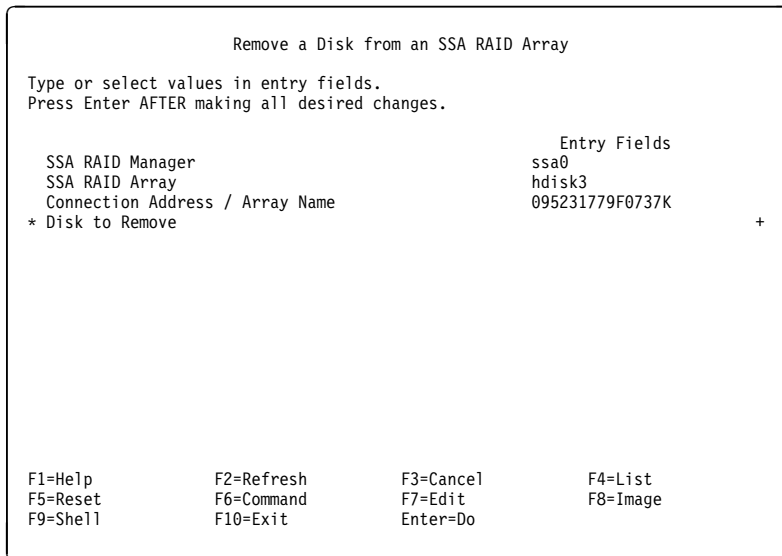 Remove a Disk from an SSA RAID Array
Type or select values in entry fields.
Press Enter AFTER making all desired changes.
Entry Fields
SSA RAID Manager ssa0
SSA RAID Array hdisk3
Connection Address / Array Name 095231779F0737K
* Disk to Remove +
F1=Help F2=Refresh F3=Cancel F4=List
F5=Reset F6=Command F7=Edit F8=Image
F9=Shell F10=Exit Enter=Do